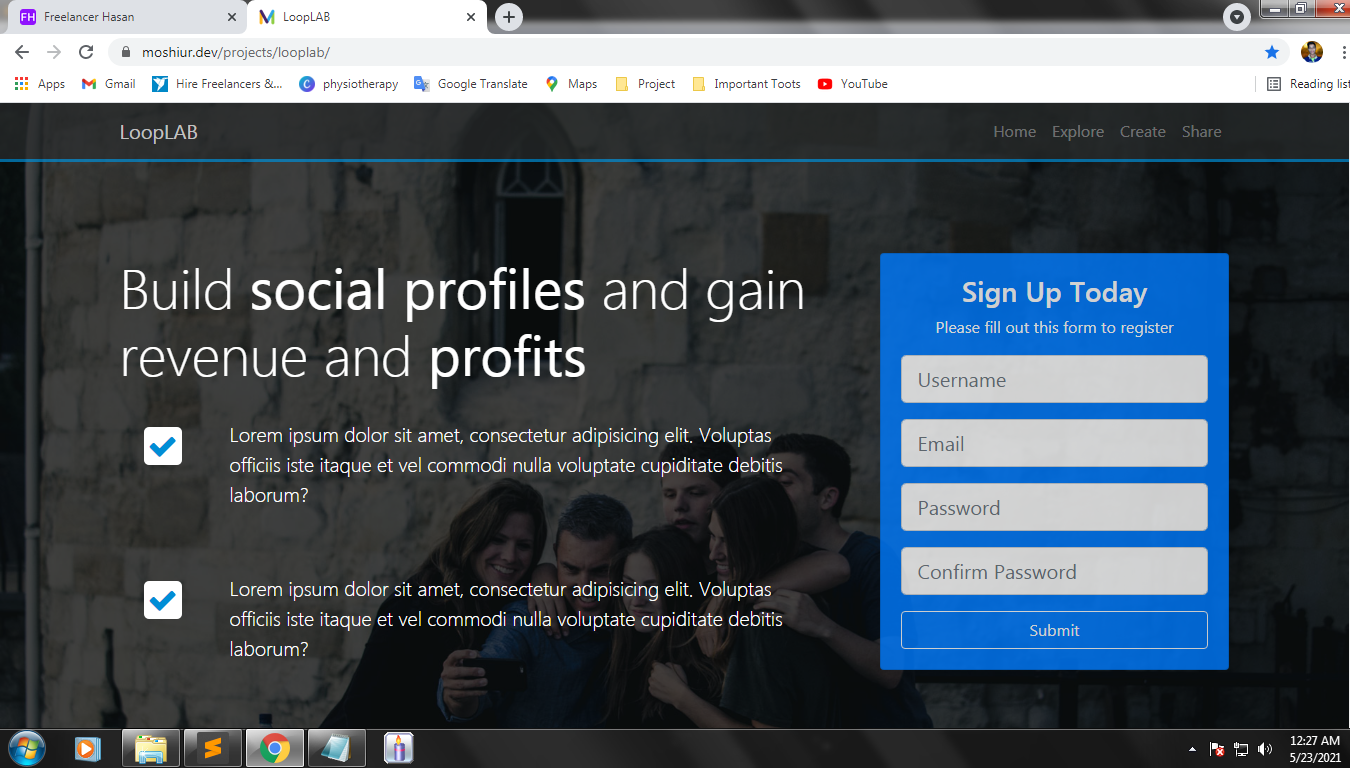 FH Freelancer Hasan
LoopLAB
moshiur.dev/projects/looplab/
Apps
Gmail
Hire Freelancers &...
physiotherapy
Google Translate
Maps
Project
Important Toots
YouTube
Reading list
LoopLAB
Home Explore Create Share
Build social profiles and gain
revenue and profits
Lorem ipsum dolor sit amet, consectetur adipisicing elit. Voluptas
officiis iste itaque et vel commodi nulla voluptate cupiditate debitis
laborum?
Lorem ipsum dolor sit amet, consectetur adipisicing elit. Voluptas
officiis iste itaque et vel commodi nulla voluptate cupiditate debitis
laborum?
Sign Up Today
Please fill out this form to register
Username
Email
Password
Confirm Password
Submit
12:27 AM
5/23/2021